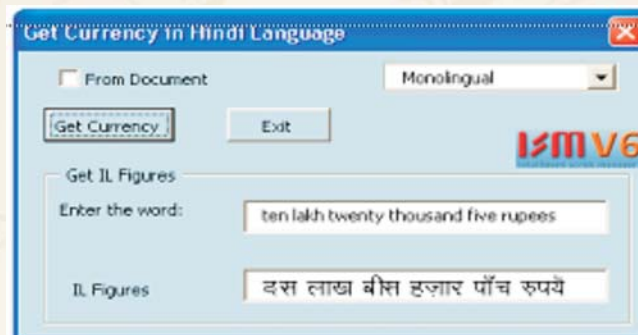 Get Currency in Hindi Language
From Document
Monolingual
Get Currency
Exit
ISM V6
Get IL Figures
Enter the word:
ten lakh twenty thousand five rupees
IL Figures
दस लाख बीस हज़ार पाँच रुपये